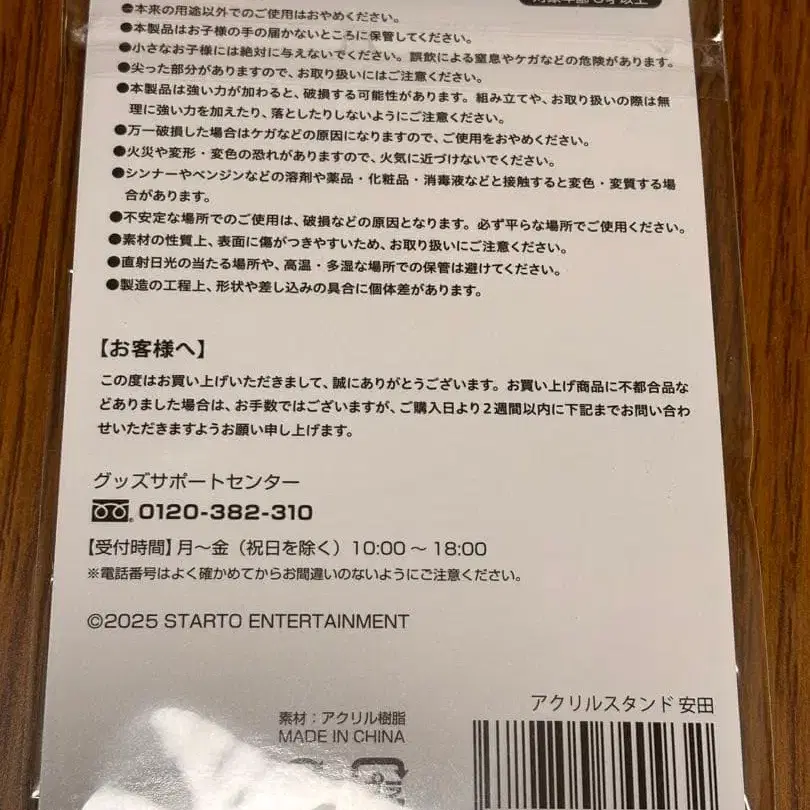 ●本来の用途以外でのご使用はおやめください。
●本製品はお子様の手の届かないところに保管してください。
●小さなお子様には絶対に与えないでください。誤飲による窒息やケガなどの危険があります。
●尖った部分がありますので、お取り扱いにはご注意ください。
●本製品は強い力が加わると、破損する可能性があります。組み立てや、お取り扱いの際は無
理に強い力を加えたり、落としたりしないようにご注意ください。
●万一破損した場合はケガなどの原因になりますので、ご使用をおやめください。
●火災や変形・変色の恐れがありますので、火気に近づけないでください。
●シンナーやベンジンなどの溶剤や薬品・化粧品・消毒液などと接触すると変色・変質する場
合があります。
●不安定な場所でのご使用は、破損などの原因となります。必ず平らな場所でご使用ください。
●素材の性質上、表面に傷がつきやすいため、お取り扱いにご注意ください。
●直射日光の当たる場所や、高温・多湿な場所での保管は避けてください。
●製造の工程上、形状や差し込みの具合に個体差があります。
【お客様へ】
この度はお買い上げいただきまして、誠にありがとうございます。お買い上げ商品に不都合品な
どありました場合は、お手数ではございますが、ご購入日より2週間以内に下記までお問い合わ
せいただきますようお願い申し上げます。
グッズサポートセンター
0120-382-310
【受付時間】月〜金（祝日を除く）10:00 〜 18:00
※電話番号はよく確かめてからお間違いのないようにご注意ください。
©2025 STARTO ENTERTAINMENT
アクリルスタンド 安田
素材：アクリル樹脂
MADE IN CHINA